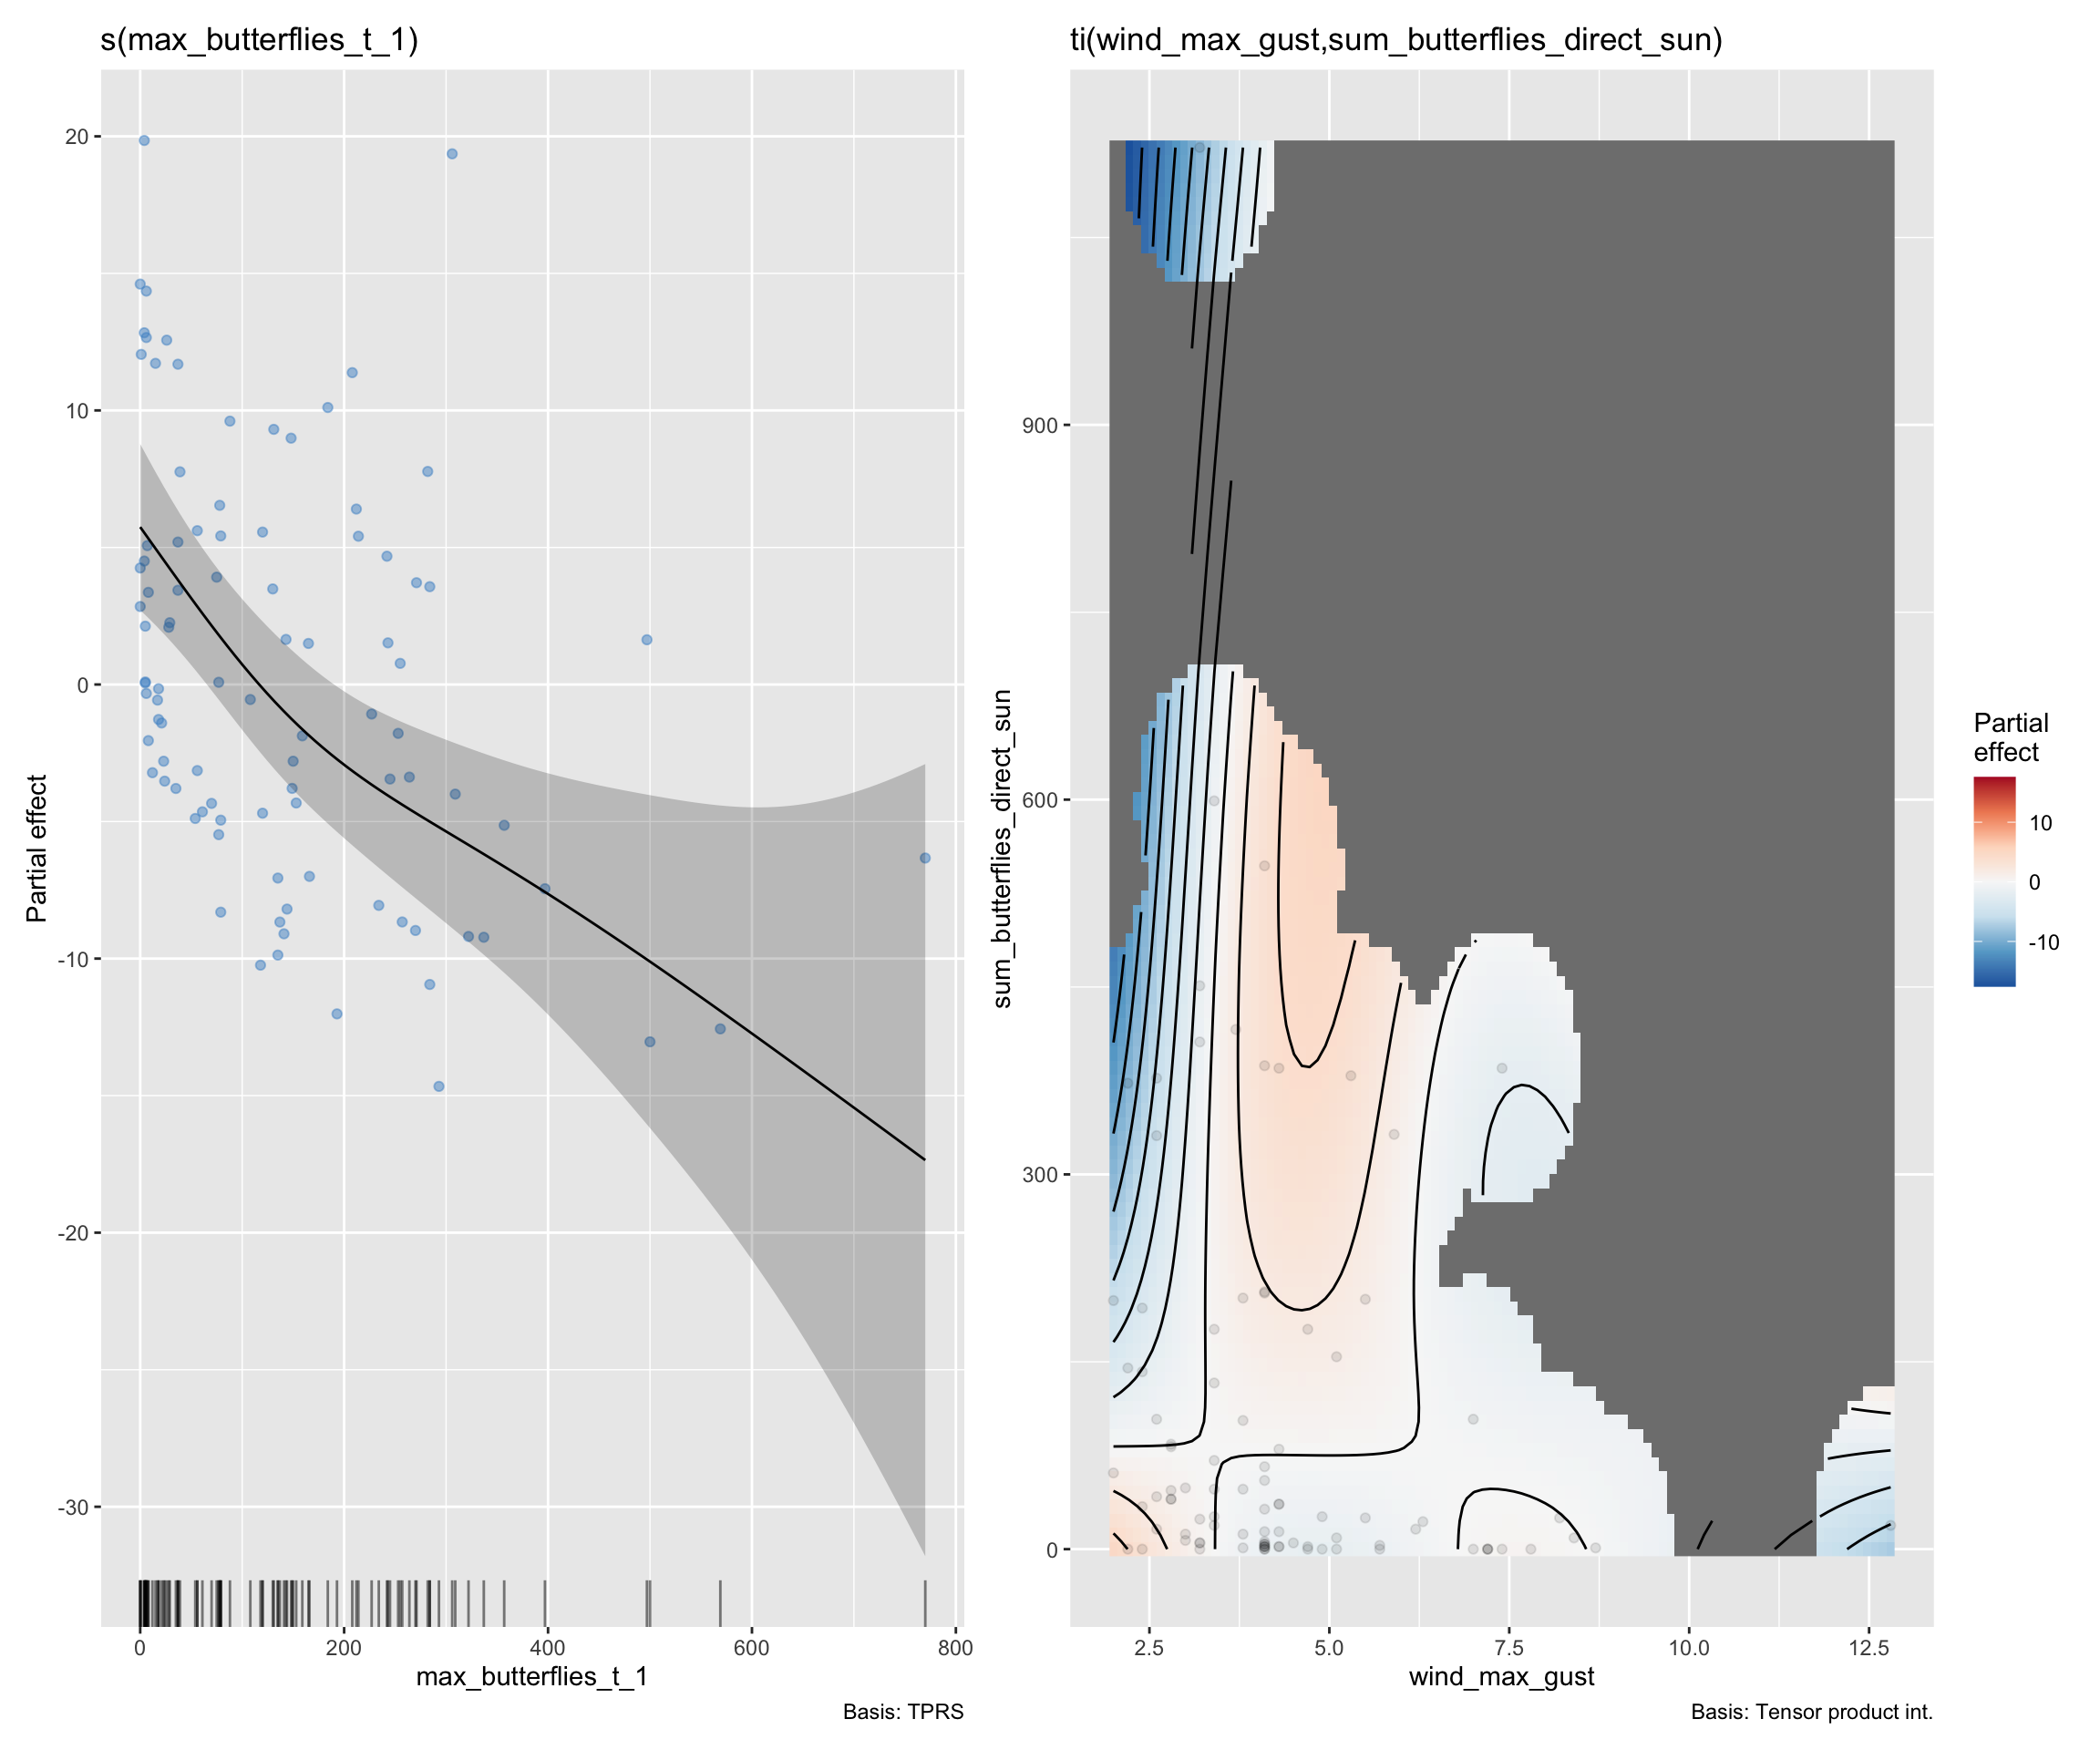 s(max_butterflies_t_1)
20
10
0
-10
-20
-30
Partial effect
0 200 400 600 800
max_butterflies_t_1
Basis: TPRS
ti(wind_max_gust,sum_butterflies_direct_sun)
900
600
300
0
sum_butterflies_direct_sun
2.5 5.0 7.5 10.0 12.5
wind_max_gust
Basis: Tensor product int.
Partial
effect
10
0
-10